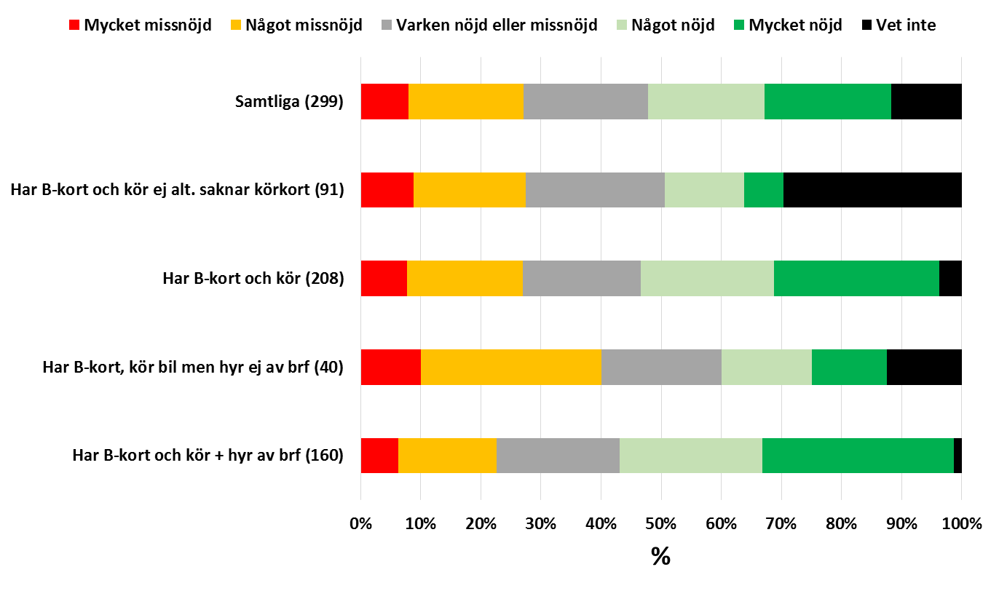 Mycket missnöjd Något missnöjd Varken nöjd eller missnöjd Något nöjd Mycket nöjd Vet inte
Samtliga (299)
Har B-kort och kör ej alt. saknar körkort (91)
Har B-kort och kör (208)
Har B-kort, kör bil men hyr ej av brf (40)
Har B-kort och kör + hyr av brf (160)
0% 10% 20% 30% 40% 50% 60% 70% 80% 90% 100%
%